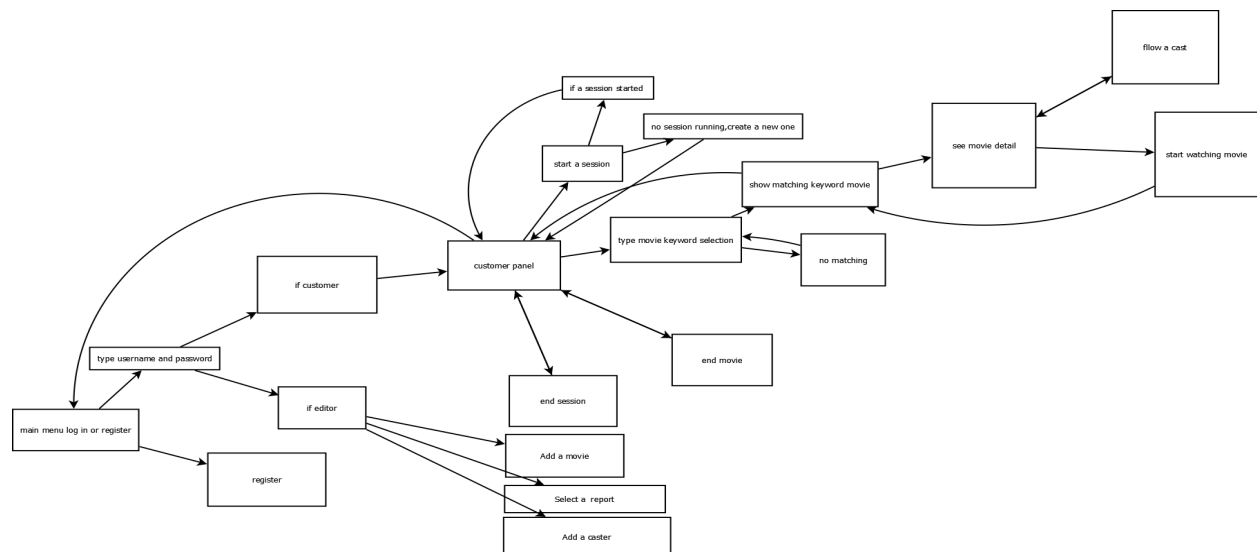 fllow a cast
if a session started
no session running,create a new one
see movie detail
start watching movie
start a session
show matching keyword movie
type movie keyword selection
no matching
customer panel
if customer
type username and password
end movie
end session
if editor
main menu log in or register
Add a movie
register
Select a  report
Add a caster